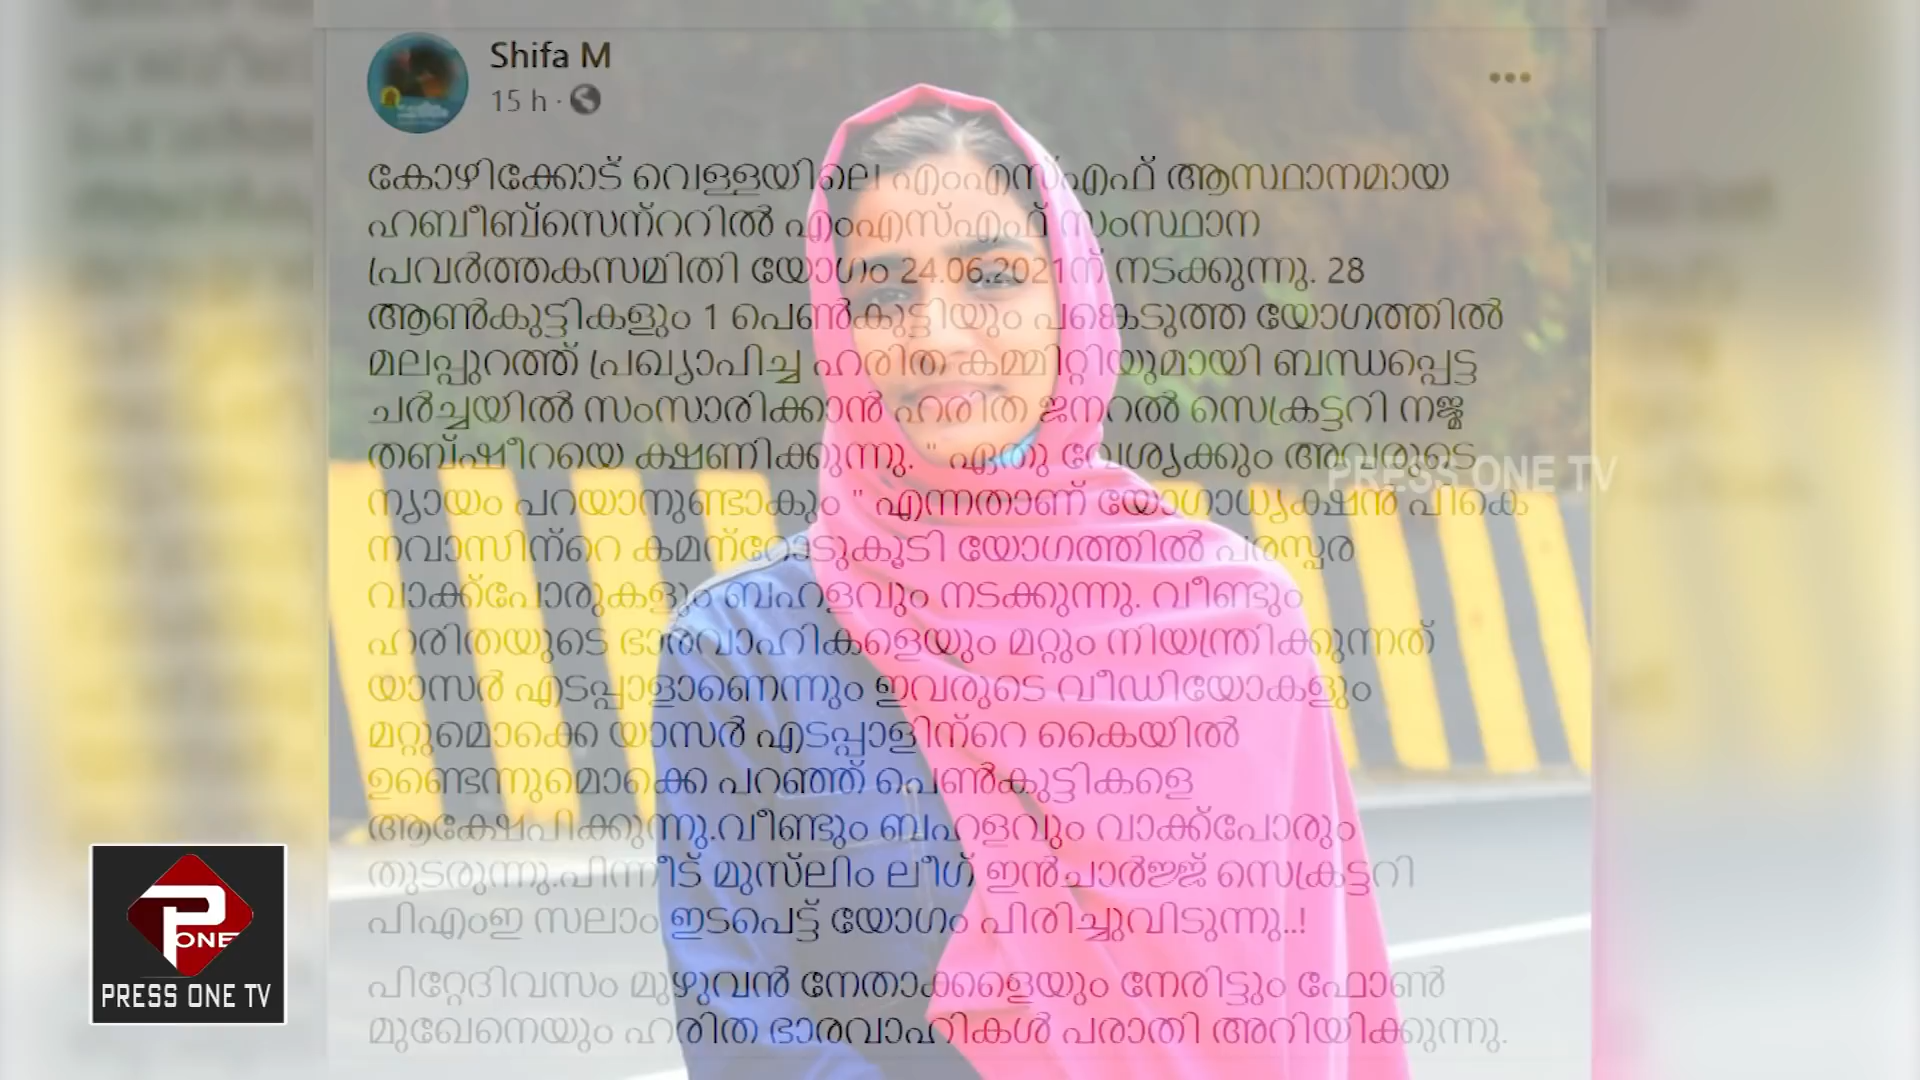 Shifa M
15 h ·
കോഴിക്കോട് വെള്ളയിലെ എംഎസ്എഫ് ആസ്ഥാനമായ
ഹബീബ്സെന്ററിൽ എംഎസ്എഫ് സംസ്ഥാന
പ്രവർത്തകസമിതി യോഗം 24.06.2021ന് നടക്കുന്നു. 28
ആൺകുട്ടികളും 1 പെൺകുട്ടിയും പങ്കെടുത്ത യോഗത്തിൽ
മലപ്പുറത്ത് പ്രഖ്യാപിച്ച ഹരിത കമ്മിറ്റിയുമായി ബന്ധപ്പെട്ട
ചർച്ചയിൽ സംസാരിക്കാൻ ഹരിത ജനറൽ സെക്രട്ടറി നജ്മ
തബ്ഷീറയെ ക്ഷണിക്കുന്നു. " ഏതു വേശ്യക്കും അവരുടെ
ന്യായം പറയാനുണ്ടാകും " എന്നതാണ് യോഗാധ്യക്ഷൻ പികെ
നവാസിന്റെ കമന്റോടുകൂടി യോഗത്തിൽ പരസ്പര
വാക്ക്പോരുകളും ബഹളവും നടക്കുന്നു. വീണ്ടും
ഹരിതയുടെ ഭാരവാഹികളെയും മറ്റും നിയന്ത്രിക്കുന്നത്
യാസർ എടപ്പാളാണെന്നും ഇവരുടെ വീഡിയോകളും
മറ്റുമൊക്കെ യാസർ എടപ്പാളിന്റെ കൈയിൽ
ഉണ്ടെന്നുമൊക്കെ പറഞ്ഞ് പെൺകുട്ടികളെ
ആക്ഷേപിക്കുന്നു.വീണ്ടും ബഹളവും വാക്ക്പോരും
തുടരുന്നു.പിന്നീട് മുസ്ലിം ലീഗ് ഇൻചാർജ്ജ് സെക്രട്ടറി
പിഎംഇ സലാം ഇടപെട്ട് യോഗം പിരിച്ചുവിടുന്നു..!
പിറ്റേദിവസം മുഴുവൻ നേതാക്കളെയും നേരിട്ടും ഫോൺ
മുഖേനെയും ഹരിത ഭാരവാഹികൾ പരാതി അറിയിക്കുന്നു.
PRESS ONE TV
P ONE
PRESS ONE TV